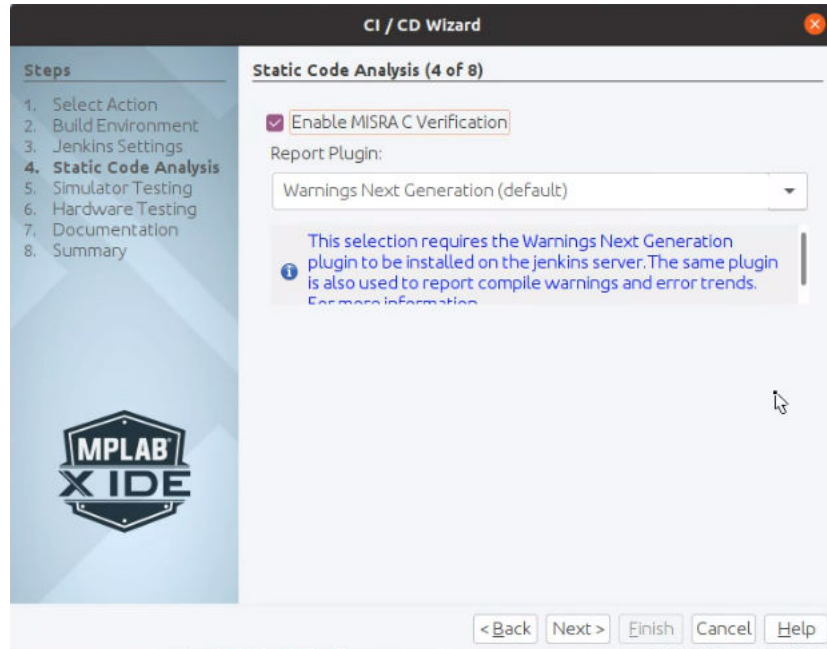 CI / CD Wizard
Steps
1. Select Action
2. Build Environment
3. Jenkins Settings
4. Static Code Analysis
5. Simulator Testing
6. Hardware Testing
7. Documentation
8. Summary
MPLAB
X IDE
Static Code Analysis (4 of 8)
Enable MISRA C Verification
Report Plugin:
Warnings Next Generation (default)
This selection requires the Warnings Next Generation
plugin to be installed on the jenkins server.The same plugin
is also used to report compile warnings and error trends.
For more information
< Back Next > Finish Cancel Help